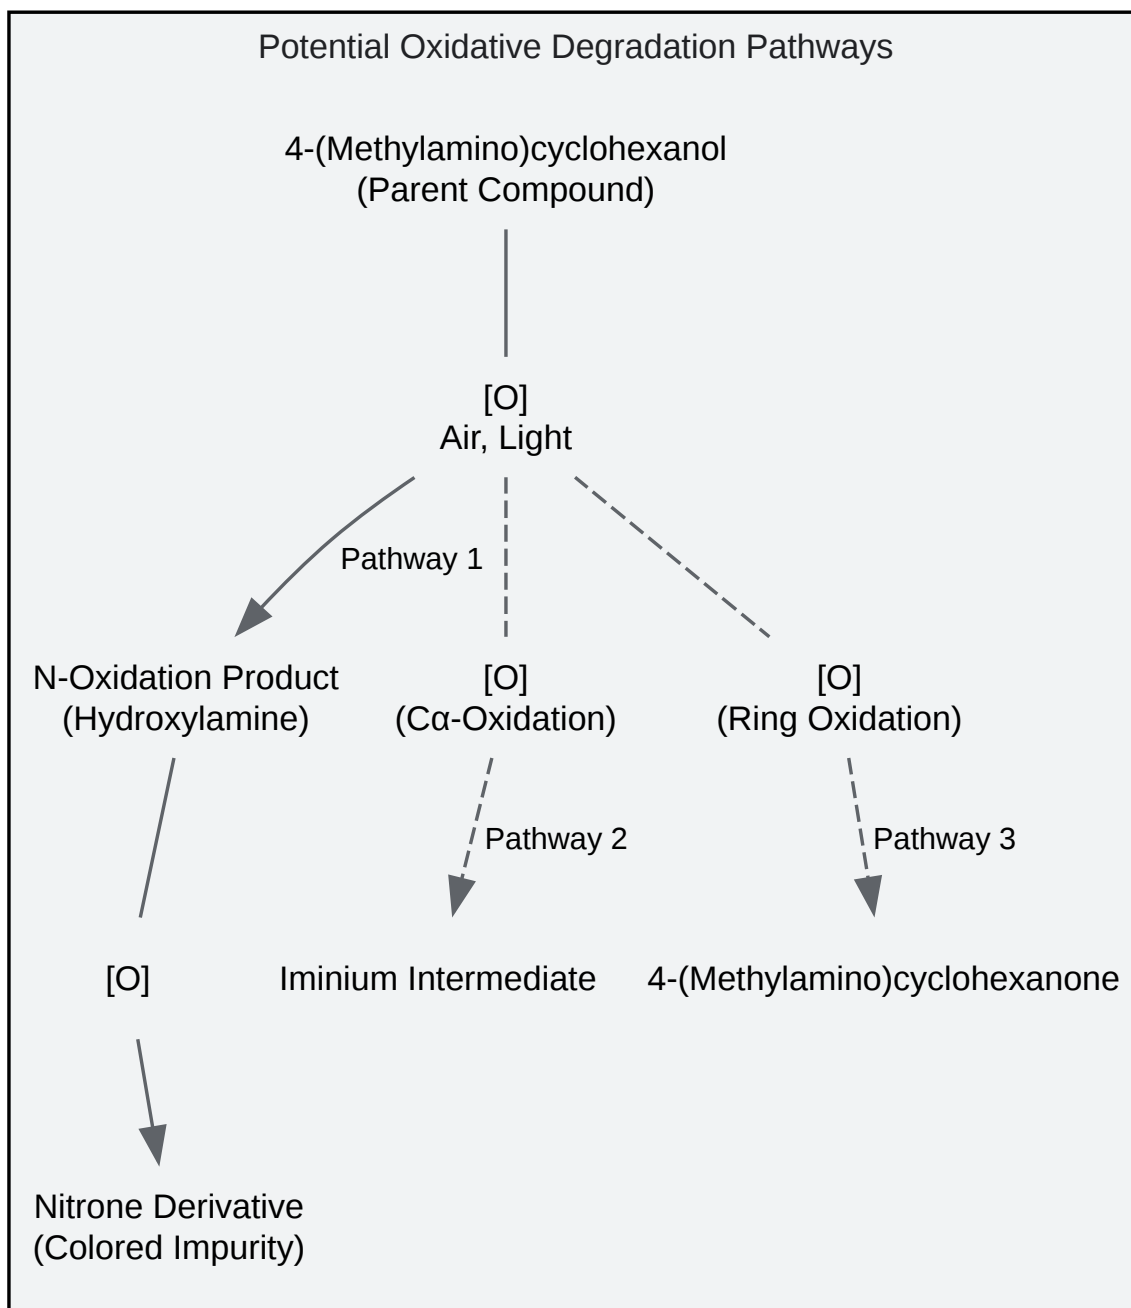 Potential Oxidative Degradation Pathways
4-(Methylamino)cyclohexanol
(Parent Compound)
[O]
Air, Light
Pathway 1
N-Oxidation Product
(Hydroxylamine)
[O]
(Cα-Oxidation)
[O]
(Ring Oxidation)
Pathway 2
Pathway 3
[O]
Iminium Intermediate
4-(Methylamino)cyclohexanone
Nitrone Derivative
(Colored Impurity)